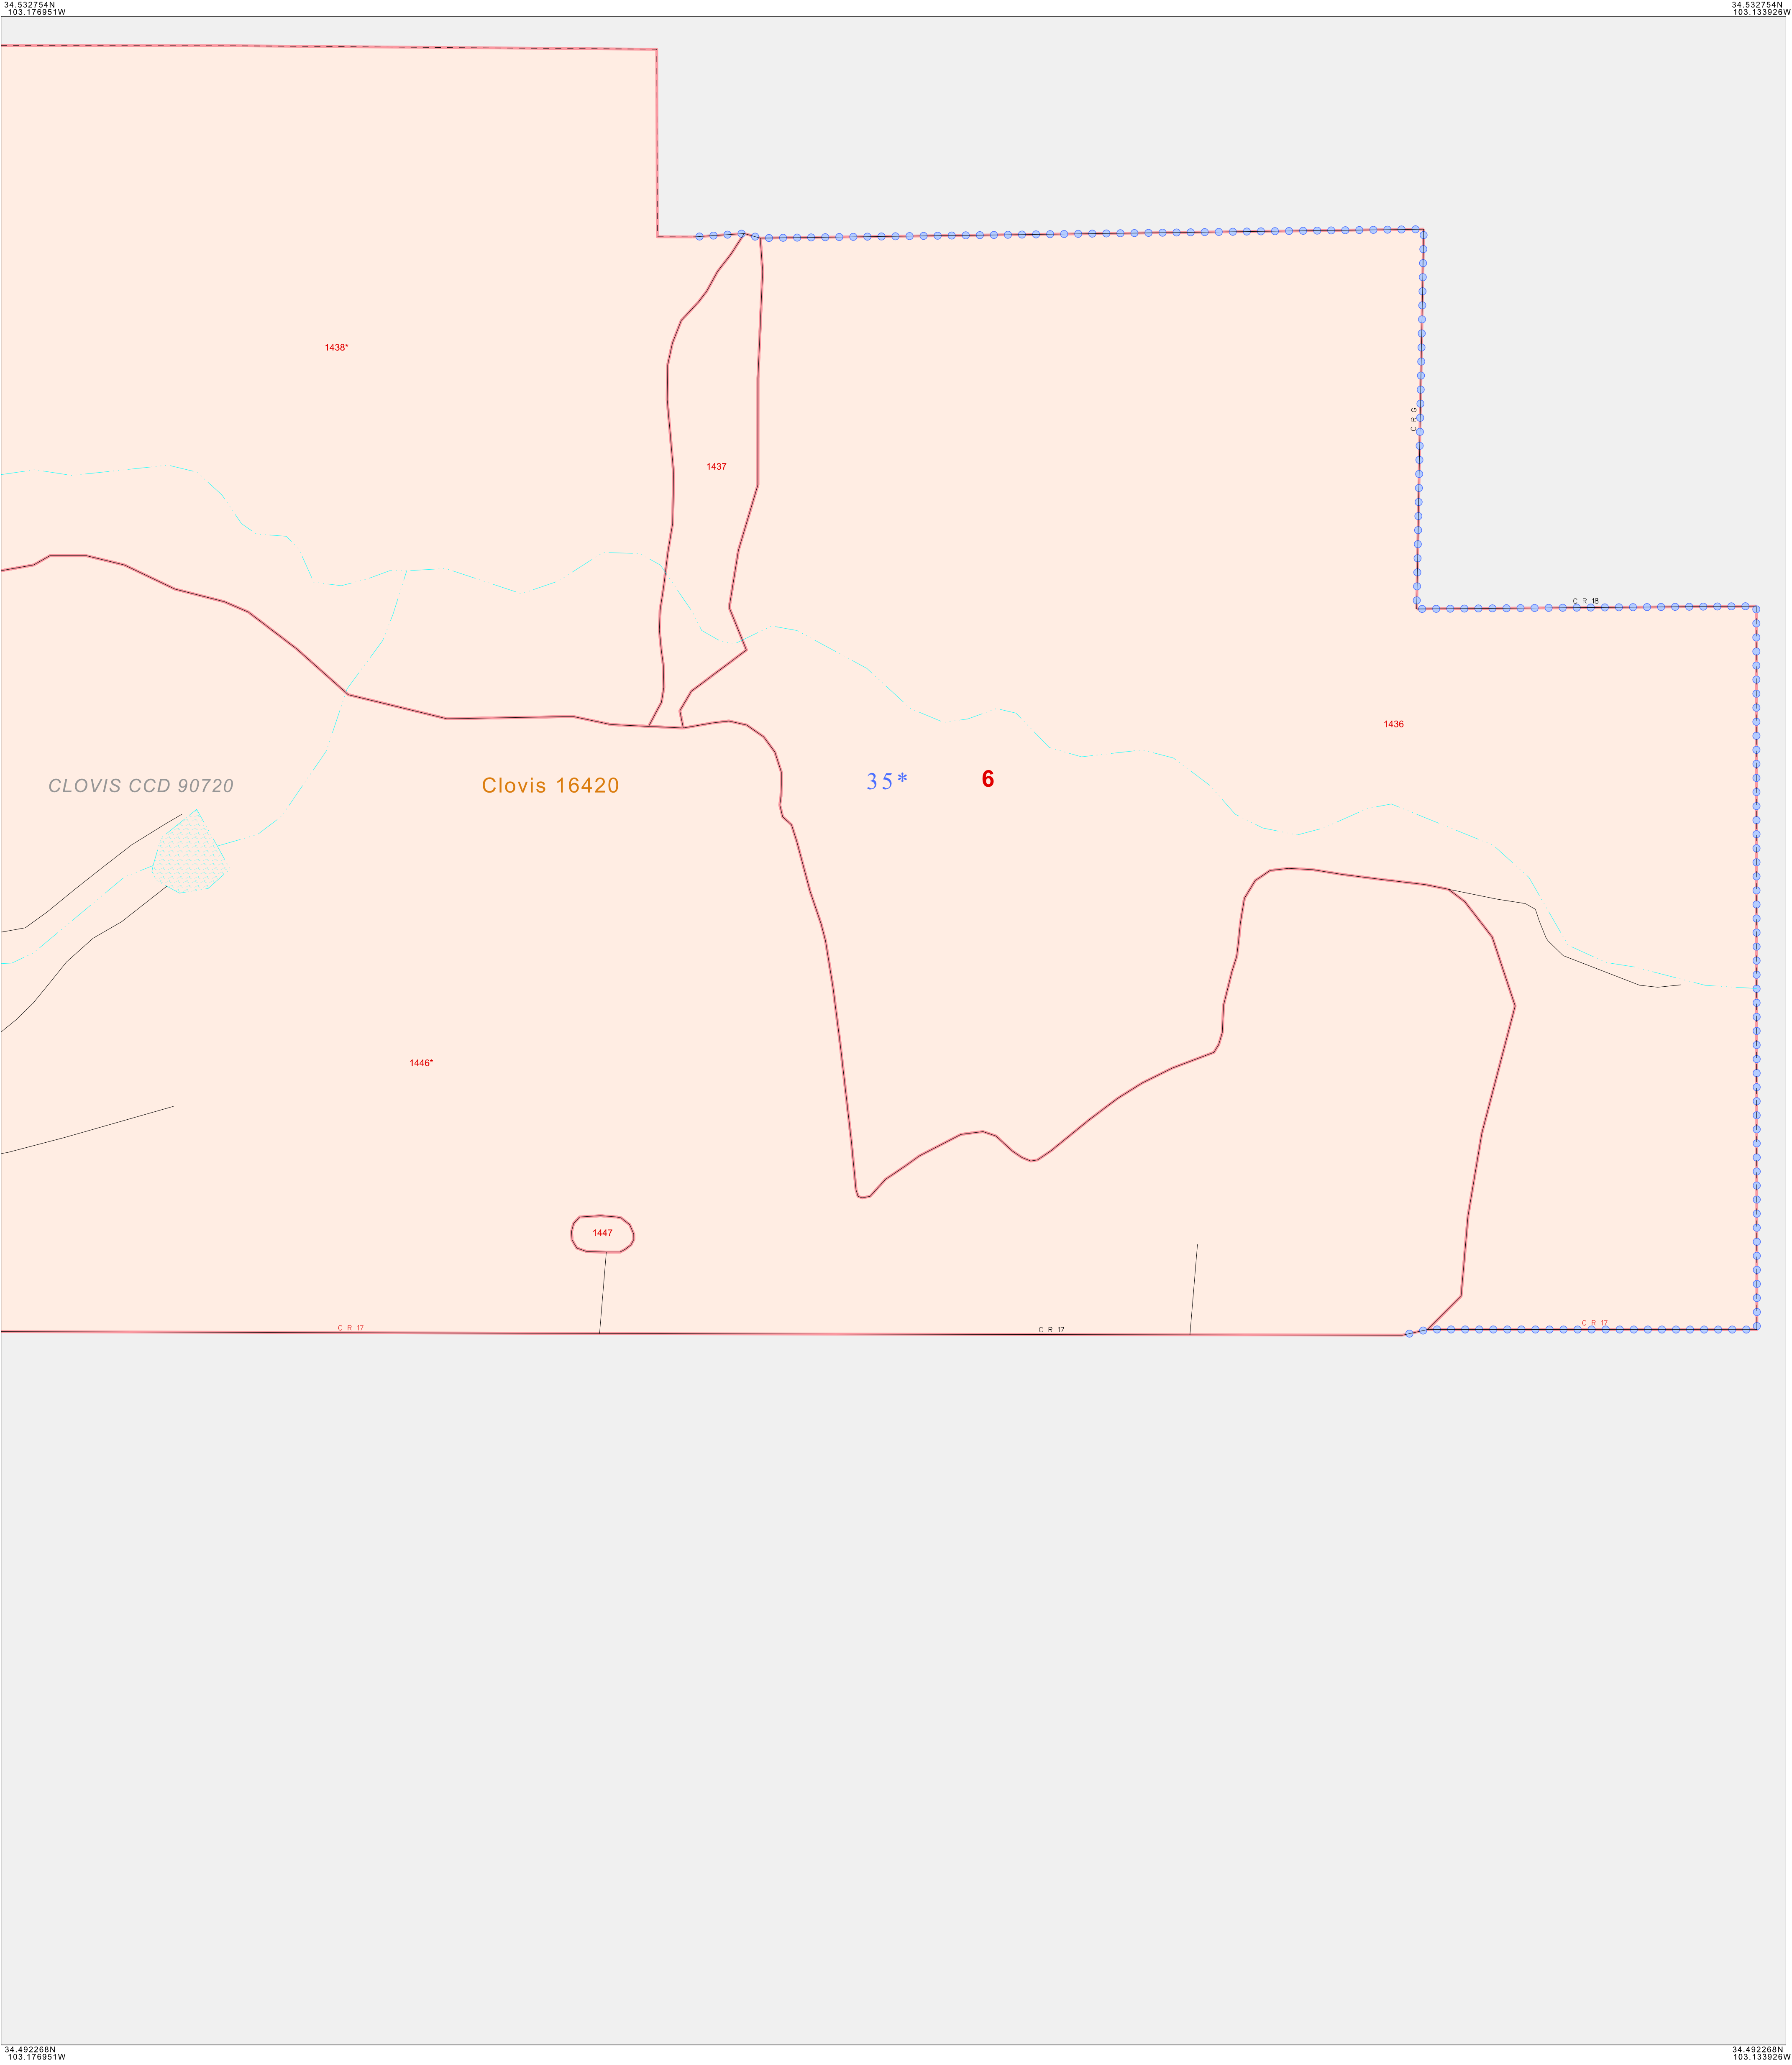 34.532754N
103.176951W
34.532754N
103.133926W
1438*
C R G
1437
C R 18
1436
CLOVIS CCD 90720
Clovis 16420
35*
6
1446*
1447
C R 17
C R 17
C R 17
34.492268N
103.176951W
34.492268N
103.133926W